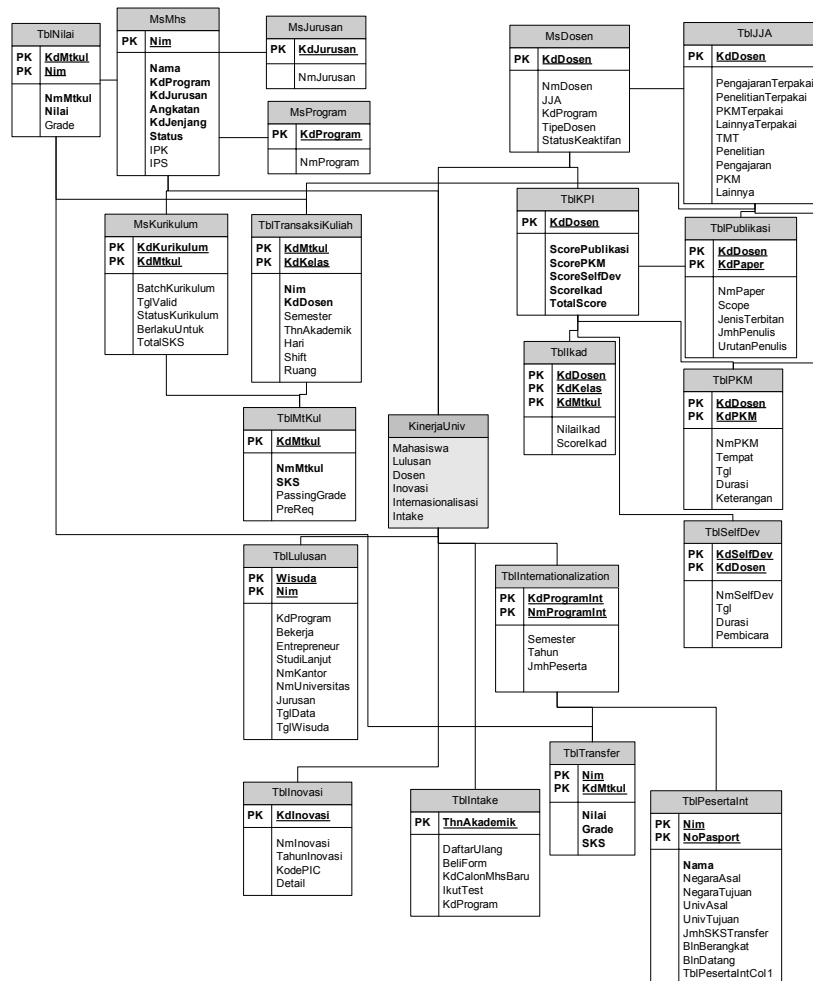 TblNilai
PK KdMtkul
PK Nim
NmMtkul
Nilai
Grade
MsMhs
PK Nim
Nama
KdProgram
KdJurusan
Angkatan
KdJenjang
Status
IPK
IPS
MsJurusan
PK KdJurusan
NmJurusan
MsProgram
PK KdProgram
NmProgram
MsDosen
PK KdDosen
NmDosen
JJA
KdProgram
TipeDosen
StatusKeaktifan
TblJJA
PK KdDosen
PengajaranTerpakai
PenelitianTerpakai
PKMTerpakai
LainnyaTerpakai
TMT
Penelitian
Pengajaran
PKM
Lainnya
MsKurikulum
PK KdKurikulum
PK KdMtkul
BatchKurikulum
TglValid
StatusKurikulum
BerlakuUntuk
TotalSKS
TblTransaksiKuliah
PK KdMtkul
PK KdKelas
Nim
KdDosen
Semester
ThnAkademik
Hari
Shift
Ruang
TblKPI
PK KdDosen
ScorePublikasi
ScorePKM
ScoreSelfDev
ScoreIkad
TotalScore
TblPublikasi
PK KdDosen
PK KdPaper
NmPaper
Scope
JenisTerbitan
JmhPenulis
UrutanPenulis
TblIkad
PK KdDosen
PK KdKelas
PK KdMtkul
NilaiIkad
ScoreIkad
TblPKM
PK KdDosen
PK KdPKM
NmPKM
Tempat
Tgl
Durasi
Keterangan
TblMtKul
PK KdMtkul
NmMtkul
SKS
PassingGrade
PreReq
KinerjaUniv
Mahasiswa
Lulusan
Dosen
Inovasi
Internasionalisasi
Intake
TblSelfDev
PK KdSelfDev
PK KdDosen
NmSelfDev
Tgl
Durasi
Pembicara
TblLulusan
PK Wisuda
PK Nim
KdProgram
Bekerja
Entrepreneur
StudiLanjut
NmKantor
NmUniversitas
Jurusan
TglData
TglWisuda
TblInternationalization
PK KdProgramInt
PK NmProgramInt
Semester
Tahun
JmhPeserta
TblTransfer
PK Nim
PK KdMtkul
Nilai
Grade
SKS
TblInovasi
PK KdInovasi
NmInovasi
TahunInovasi
KodePIC
Detail
TblIntake
PK ThnAkademik
DaftarUlang
BeliForm
KdCalonMhsBaru
IkutTest
KdProgram
TblPesertaInt
PK Nim
PK NoPasport
Nama
NegaraAsal
NegaraTujuan
UnivAsal
UnivTujuan
JmhSKSTransfer
BlnBerangkat
BlnDatang
TblPesertaIntCol1